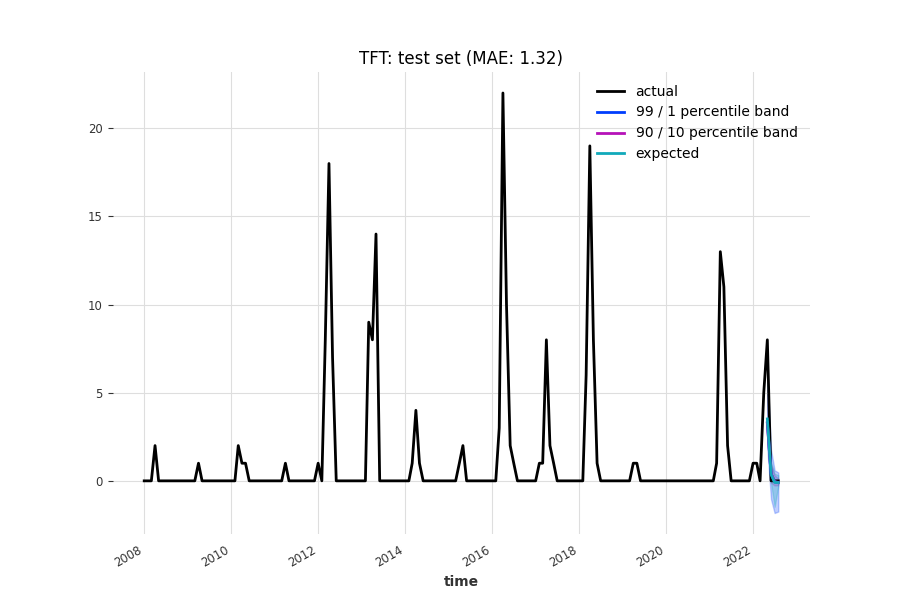 TFT: test set (MAE: 1.32)
actual
99 / 1 percentile band
90 / 10 percentile band
expected
20
15
10
5
0
2008
2010
2012
2014
2016
2018
2020
2022
time